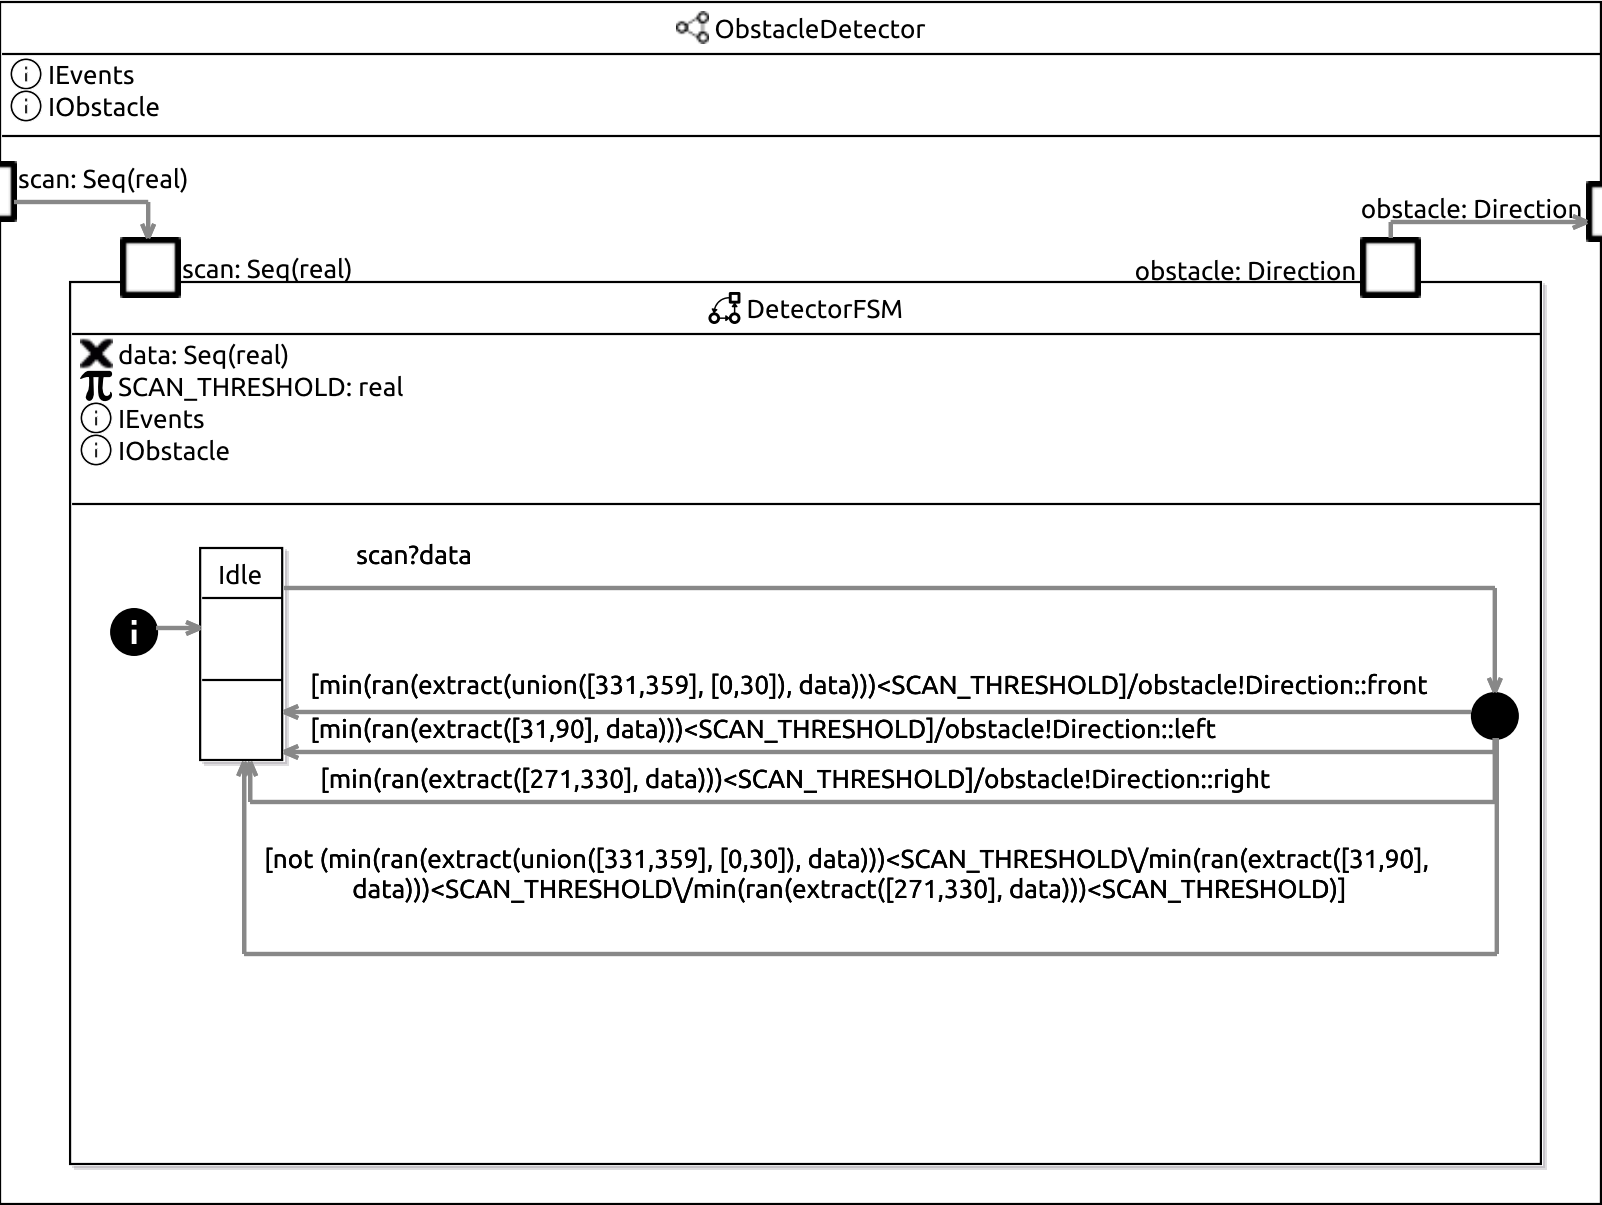 ObstacleDetector
i IEvents
i IObstacle
scan: Seq(real)
obstacle: Direction
scan: Seq(real)
obstacle: Direction
DetectorFSM
data: Seq(real)
π SCAN_THRESHOLD: real
i IEvents
i IObstacle
scan?data
Idle
i
[min(ran(extract(union([331,359], [0,30]), data)))<SCAN_THRESHOLD]/obstacle!Direction::front
[min(ran(extract([31,90], data)))<SCAN_THRESHOLD]/obstacle!Direction::left
[min(ran(extract([271,330], data)))<SCAN_THRESHOLD]/obstacle!Direction::right
[not (min(ran(extract(union([331,359], [0,30]), data)))<SCAN_THRESHOLD\/min(ran(extract([31,90],
data)))<SCAN_THRESHOLD\/min(ran(extract([271,330], data)))<SCAN_THRESHOLD)]